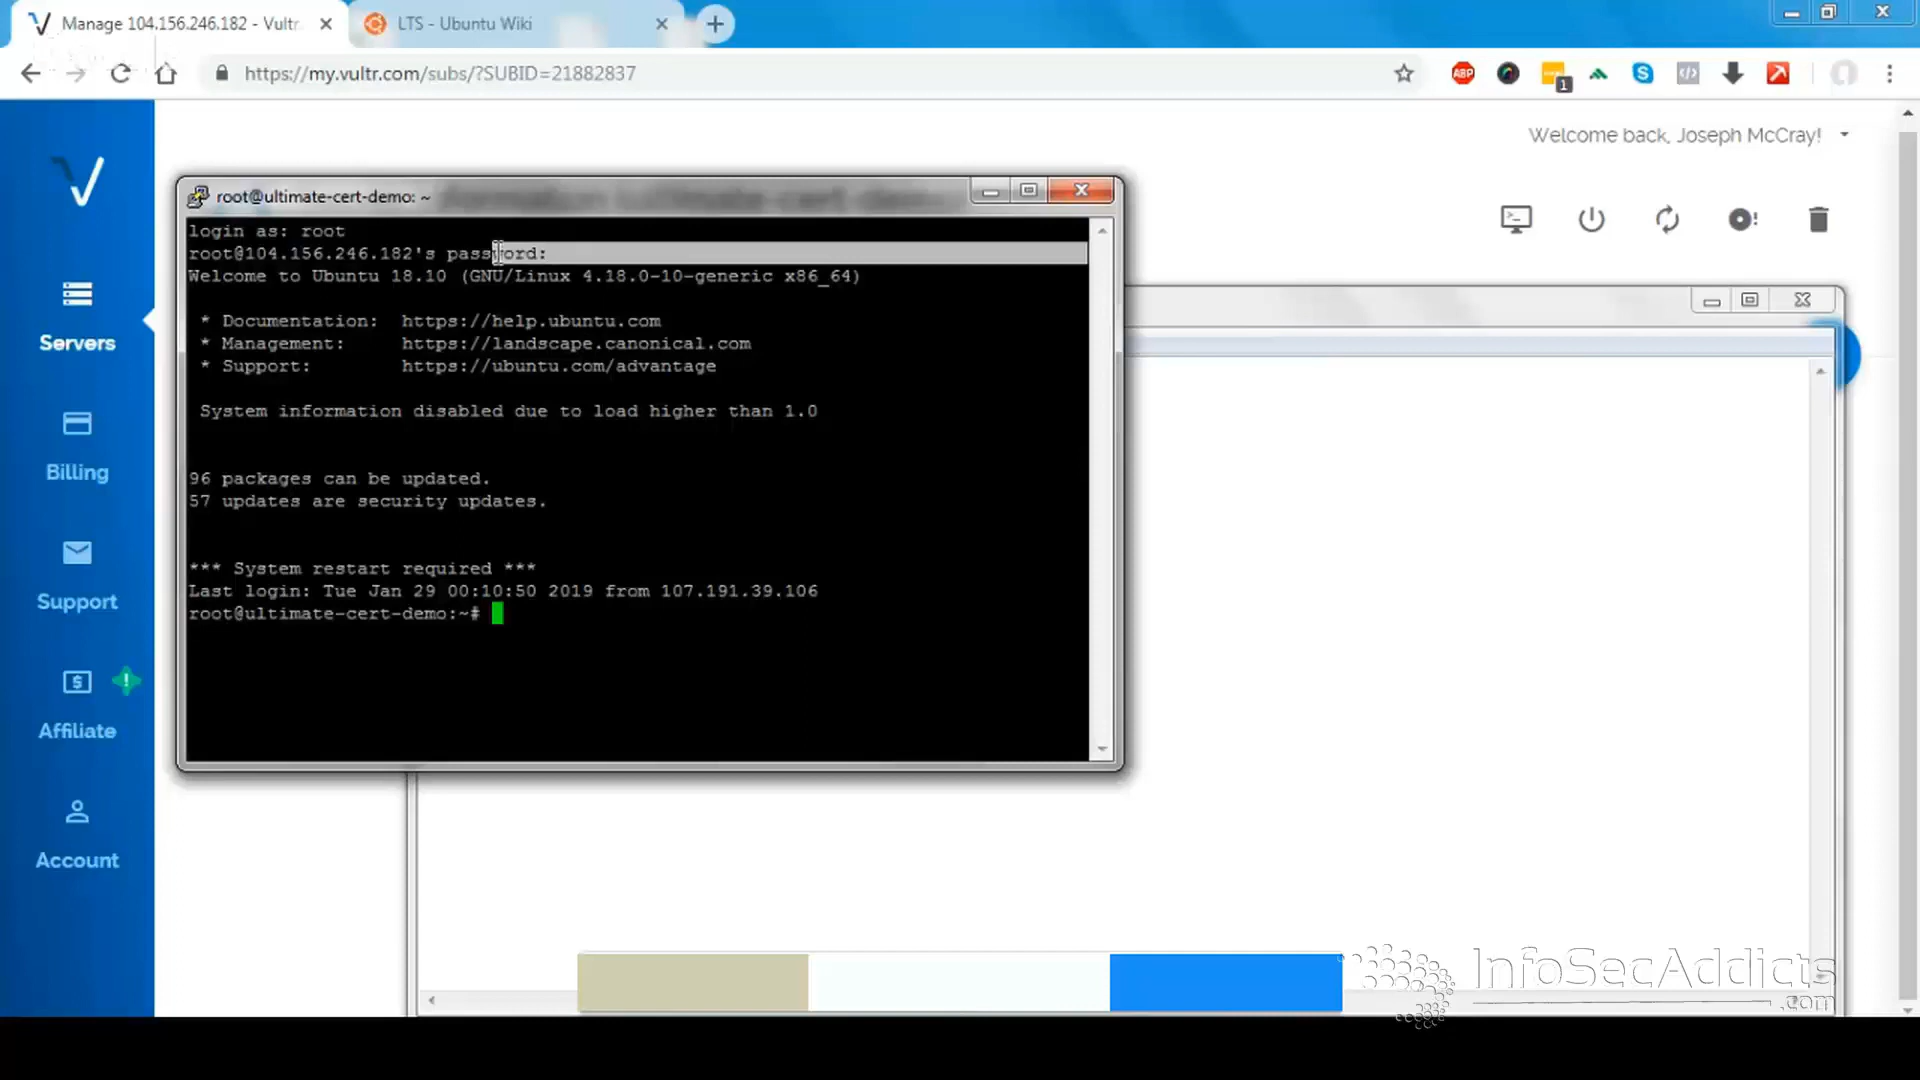 Manage 104.156.246.182 - Vultr
LTS - Ubuntu Wiki
https://my.vultr.com/subs/?SUBID=21882837
ABP
1
Welcome back, Joseph McCray!
root@ultimate-cert-demo: ~
login as: root
root@104.156.246.182's password:
Welcome to Ubuntu 18.10 (GNU/Linux 4.18.0-10-generic x86_64)
* Documentation: https://help.ubuntu.com
* Management: https://landscape.canonical.com
* Support: https://ubuntu.com/advantage
System information disabled due to load higher than 1.0
96 packages can be updated.
57 updates are security updates.
*** System restart required ***
Last login: Tue Jan 29 00:10:50 2019 from 107.191.39.106
root@ultimate-cert-demo:~#
Servers
Billing
Support
Affiliate
Account
InfoSecAddicts
.com